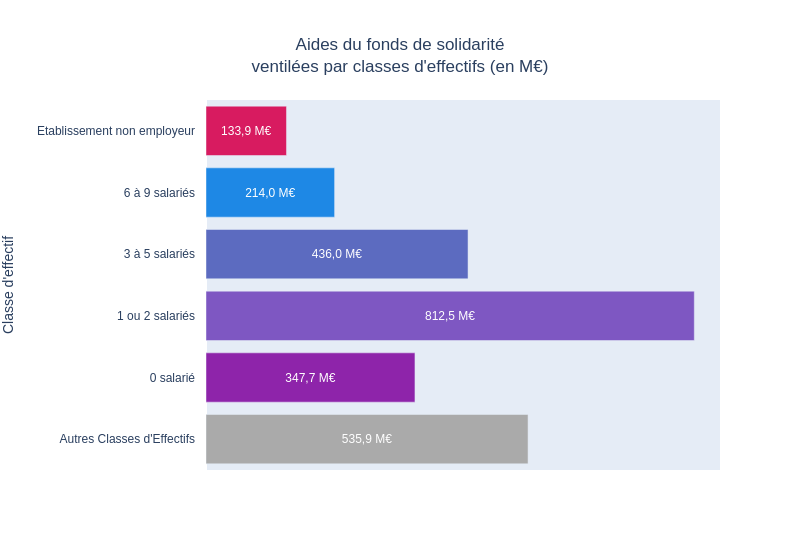 Aides du fonds de solidarité
ventilées par classes d'effectifs (en M€)
Classe d'effectif
Etablissement non employeur
133,9 M€
6 à 9 salariés
214,0 M€
3 à 5 salariés
436,0 M€
1 ou 2 salariés
812,5 M€
0 salarié
347,7 M€
Autres Classes d'Effectifs
535,9 M€